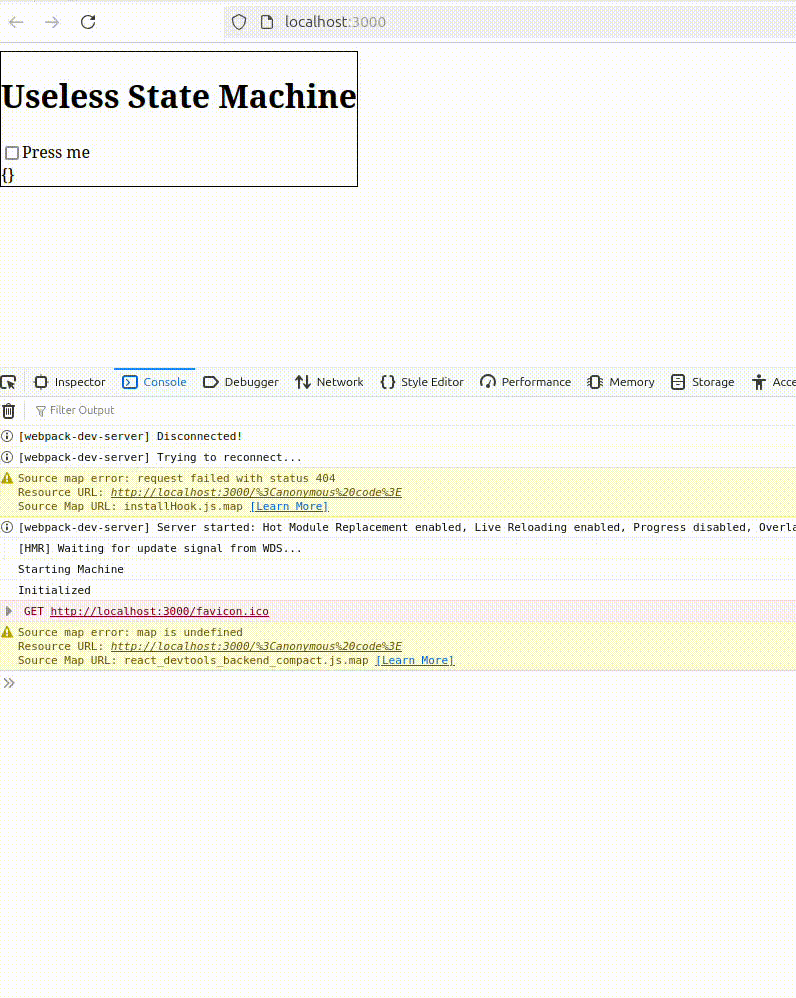 localhost:3000
Useless State Machine
Press me
{}
Inspector Console Debugger Network Style Editor Performance Memory Storage Acce
Filter Output
[webpack-dev-server] Disconnected!
[webpack-dev-server] Trying to reconnect...
Source map error: request failed with status 404
Resource URL: http://localhost:3000/%3Canonymous%20code%3E
Source Map URL: installHook.js.map [Learn More]
[webpack-dev-server] Server started: Hot Module Replacement enabled, Live Reloading enabled, Progress disabled, Overla
[HMR] Waiting for update signal from WDS...
Starting Machine
Initialized
GET http://localhost:3000/favicon.ico
Source map error: map is undefined
Resource URL: http://localhost:3000/%3Canonymous%20code%3E
Source Map URL: react_devtools_backend_compact.js.map [Learn More]